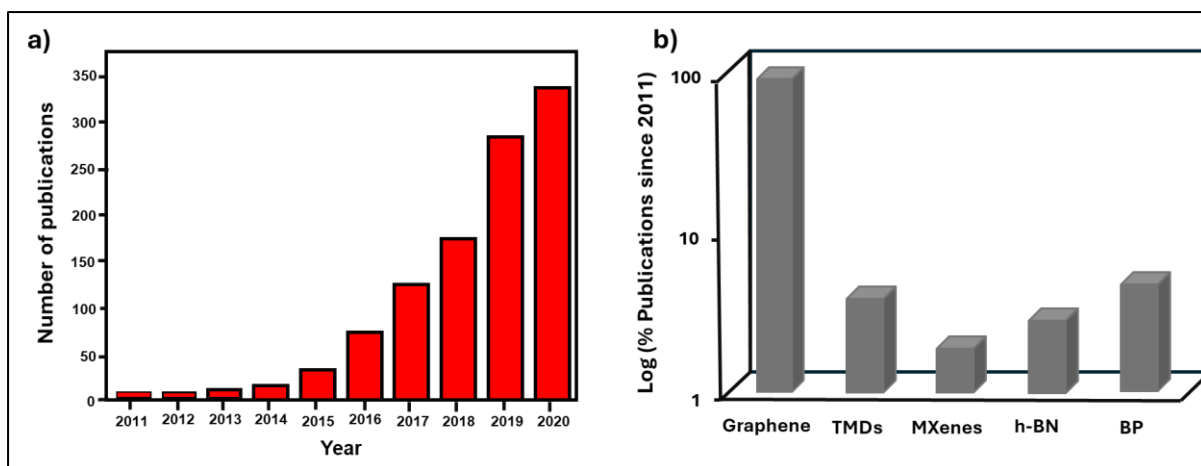 a)
Number of publications
350
300
250
200
150
100
50
0
2011 2012 2013 2014 2015 2016 2017 2018 2019 2020
Year
b)
Log (% Publications since 2011)
100
10
1
Graphene TMDs MXenes h-BN BP